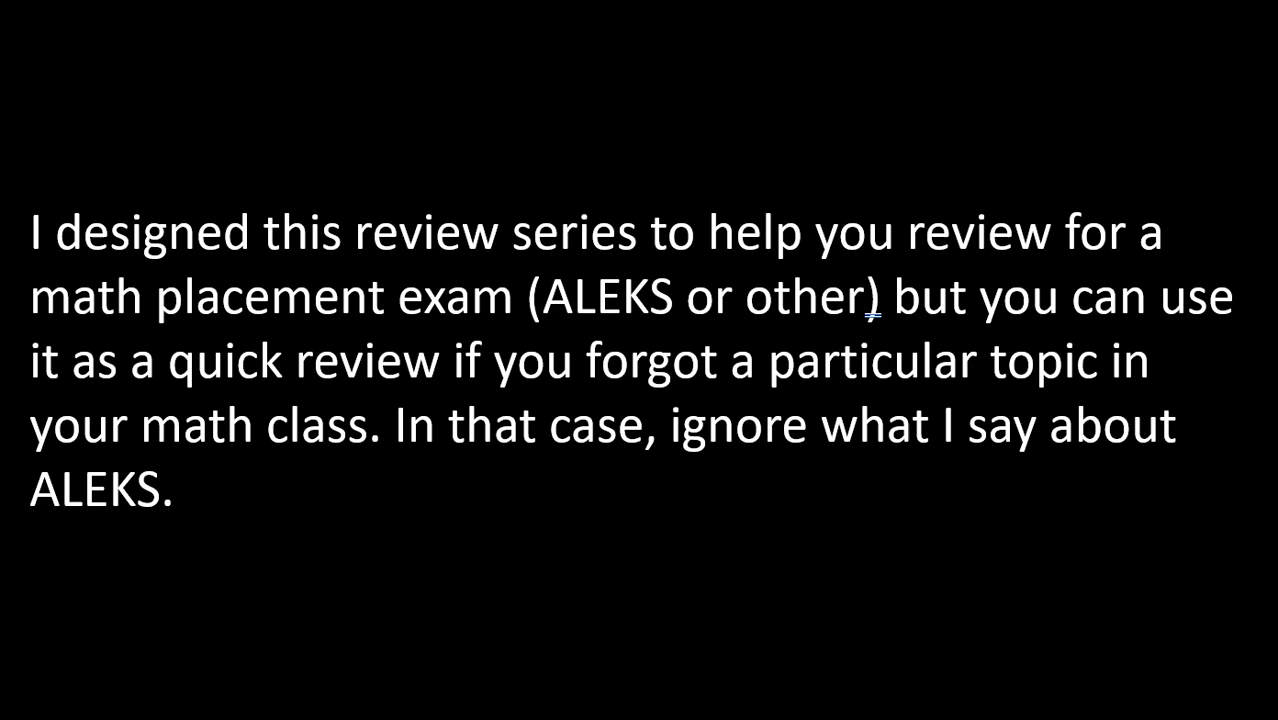 I designed this review series to help you review for a
math placement exam (ALEKS or other) but you can use
it as a quick review if you forgot a particular topic in
your math class. In that case, ignore what I say about
ALEKS.